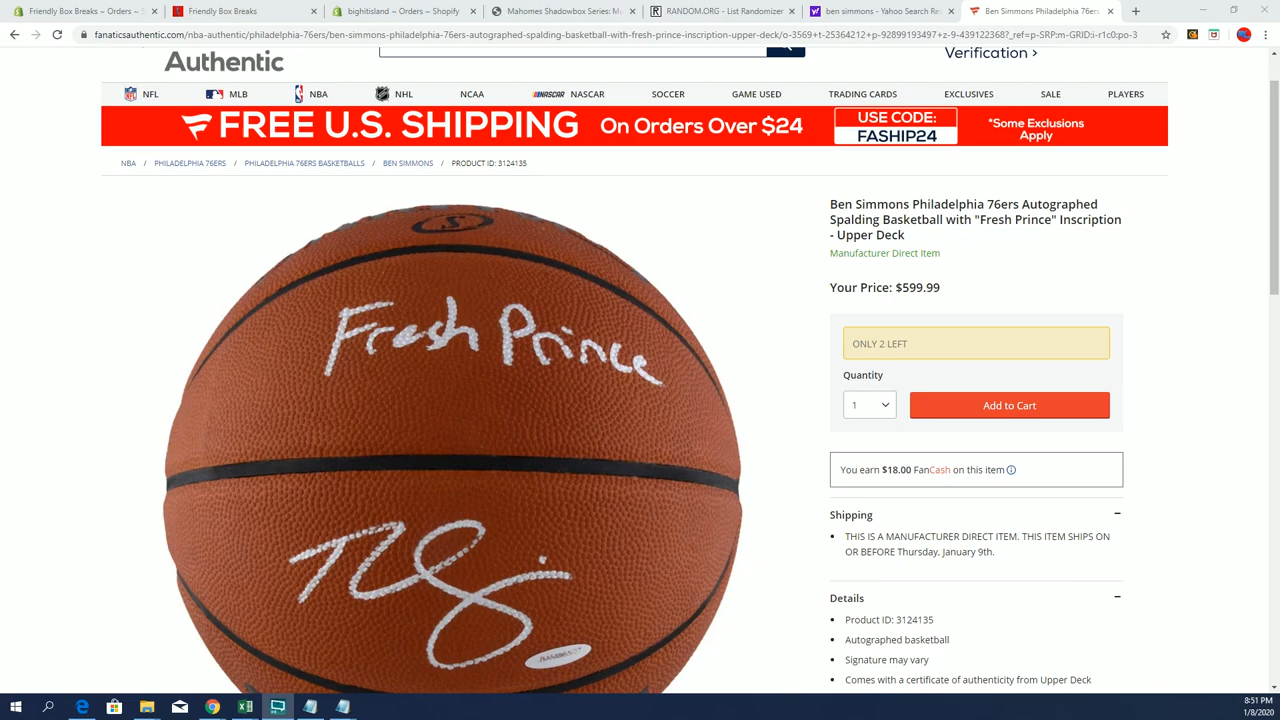 Friendly Box Breaks ~ Orders ~ S
Friendly Box Breaks
bighitisland ~ Orders ~ Shopify
Mahomes Shadowbox Series: Mu
RANDOM.ORG - List Randomizer
ben simmons - Yahoo Search Re
Ben Simmons Philadelphia 76ers
fanaticsauthentic.com/nba-authentic/philadelphia-76ers/ben-simmons-philadelphia-76ers-autographed-spalding-basketball-with-fresh-prince-inscription-upper-deck/o-3569+t-25364212+p-92899193497+z-9-439122368?_ref=p-SRP:m-GRID:i-r1c0:po-3
Authentic
Verification >
NFL MLB NBA NHL NCAA NASCAR NASCAR SOCCER GAME USED TRADING CARDS EXCLUSIVES SALE PLAYERS
FREE U.S. SHIPPING On Orders Over $24 USE CODE: FASHIP24 *Some Exclusions Apply
NBA / PHILADELPHIA 76ERS / PHILADELPHIA 76ERS BASKETBALLS / BEN SIMMONS / PRODUCT ID: 3124135
Fresh Prince
Ben Simmons Philadelphia 76ers Autographed
Spalding Basketball with "Fresh Prince" Inscription
- Upper Deck
Manufacturer Direct Item
Your Price: $599.99
ONLY 2 LEFT
Quantity
1
Add to Cart
You earn $18.00 FanCash on this item
Shipping
THIS IS A MANUFACTURER DIRECT ITEM. THIS ITEM SHIPS ON
OR BEFORE Thursday, January 9th.
Details
Product ID: 3124135
Autographed basketball
Signature may vary
Comes with a certificate of authenticity from Upper Deck
8:51 PM
1/8/2020